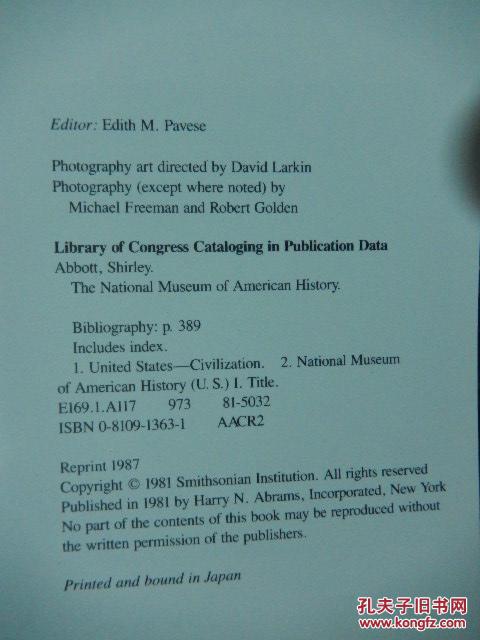 Editor: Edith M. Pavese
Photography art directed by David Larkin
Photography (except where noted) by
Michael Freeman and Robert Golden
Library of Congress Cataloging in Publication Data
Abbott, Shirley.
The National Museum of American History.
Bibliography: p. 389
Includes index.
1. United States—Civilization. 2. National Museum
of American History (U.S.) I. Title.
E169.1.A117 973 81-5032
ISBN 0-8109-1363-1 AACR2
Reprint 1987
Copyright © 1981 Smithsonian Institution. All rights reserved
Published in 1981 by Harry N. Abrams, Incorporated, New York
No part of the contents of this book may be reproduced without
the written permission of the publishers.
Printed and bound in Japan
孔夫子旧书网
www.kongfz.com